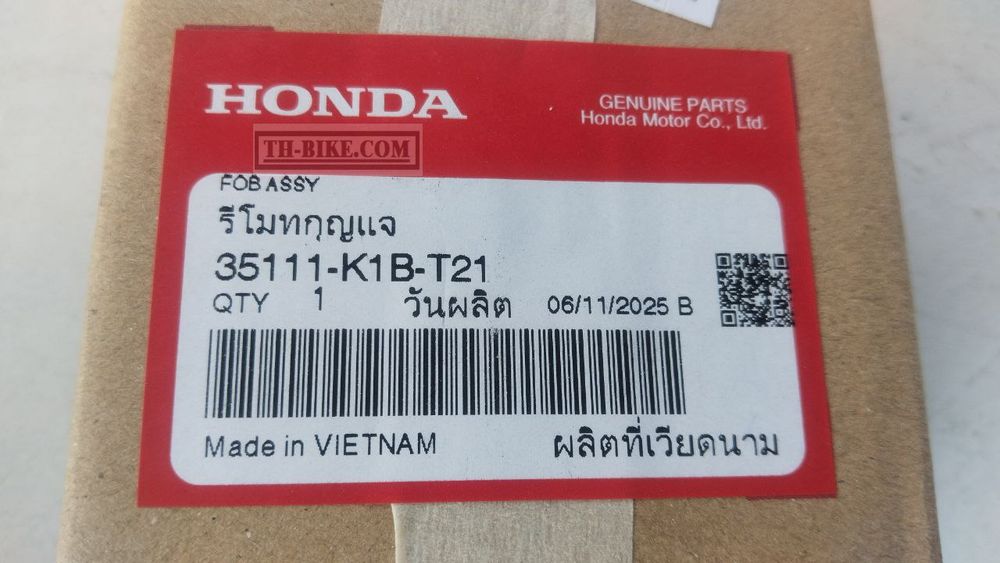 HONDA
GENUINE PARTS
Honda Motor Co., Ltd.
TH-BIKE.COM
FOB ASSY
รีโมทกุญแจ
35111-K1B-T21
QTY 1 วันผลิต 06/11/2025 B
Made in VIETNAM ผลิตที่เวียดนาม